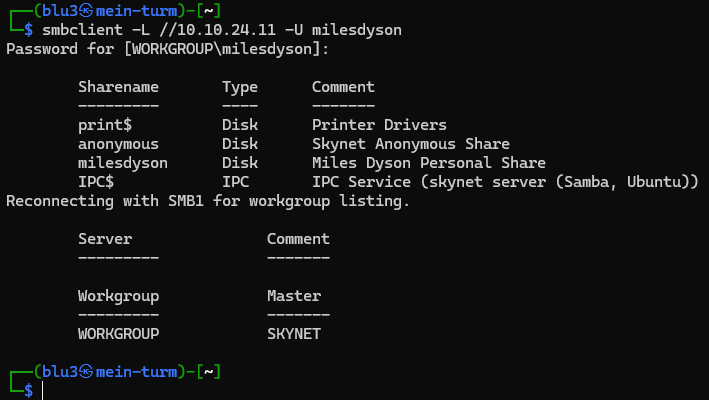 ┌──(blu3㉿mein-turm)-[~]
└─$ smbclient -L //10.10.24.11 -U milesdyson
Password for [WORKGROUP\milesdyson]:
Sharename Type Comment
--------- ---- -------
print$ Disk Printer Drivers
anonymous Disk Skynet Anonymous Share
milesdyson Disk Miles Dyson Personal Share
IPC$ IPC IPC Service (skynet server (Samba, Ubuntu))
Reconnecting with SMB1 for workgroup listing.
Server Comment
--------- -------
Workgroup Master
--------- -------
WORKGROUP SKYNET
┌──(blu3㉿mein-turm)-[~]
└─$